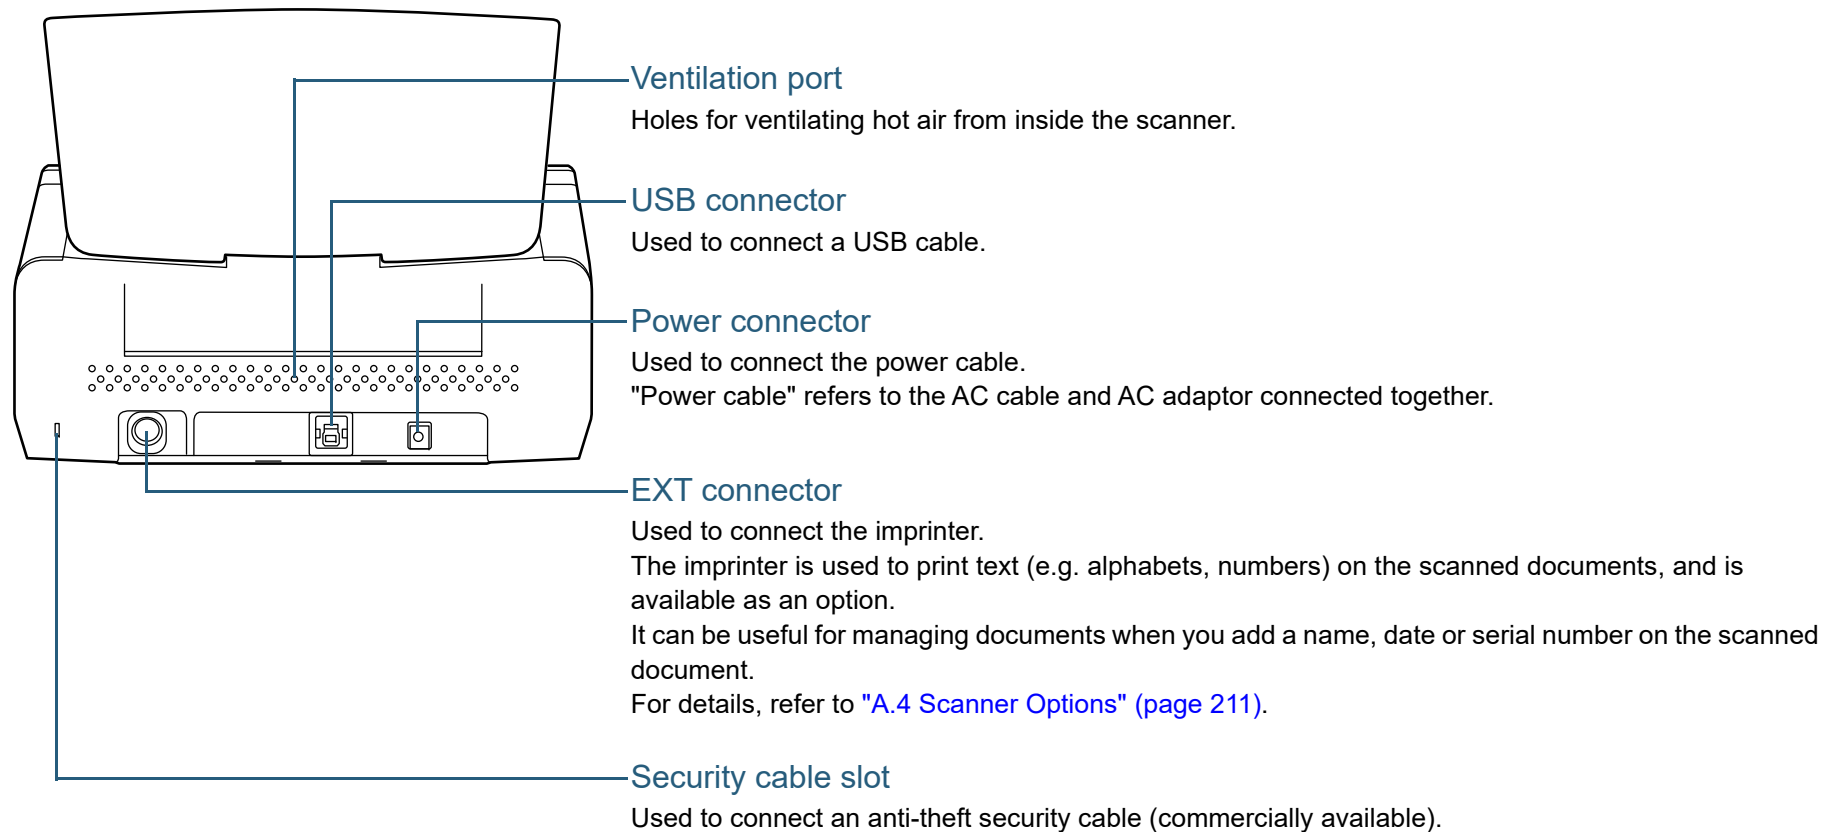 Ventilation port
Holes for ventilating hot air from inside the scanner.
USB connector
Used to connect a USB cable.
Power connector
Used to connect the power cable.
"Power cable" refers to the AC cable and AC adaptor connected together.
EXT connector
Used to connect the imprinter.
The imprinter is used to print text (e.g. alphabets, numbers) on the scanned documents, and is
available as an option.
It can be useful for managing documents when you add a name, date or serial number on the scanned
document.
For details, refer to "A.4 Scanner Options" (page 211).
Security cable slot
Used to connect an anti-theft security cable (commercially available).